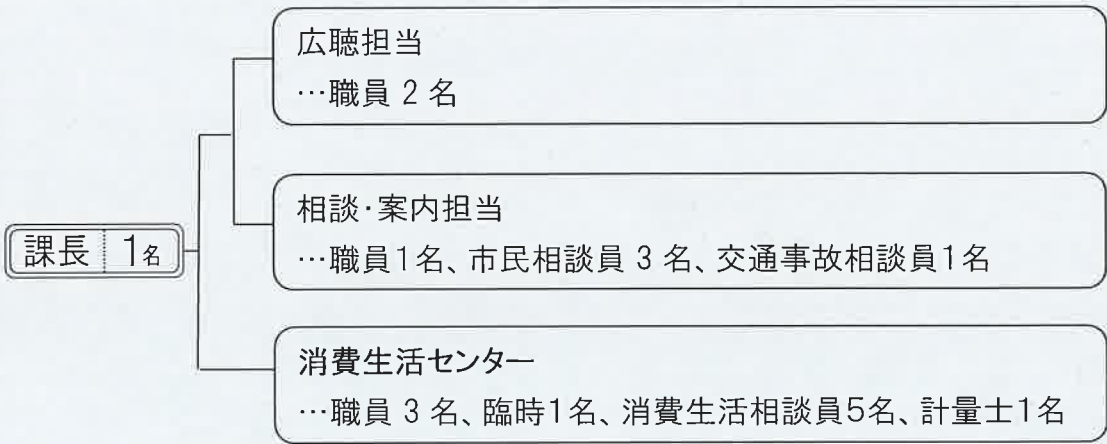 広聴担当
…職員 2 名
相談・案内担当
…職員1名、市民相談員 3 名、交通事故相談員1名
課長 1名
消費生活センター
…職員 3 名、臨時1名、消費生活相談員5名、計量士1名